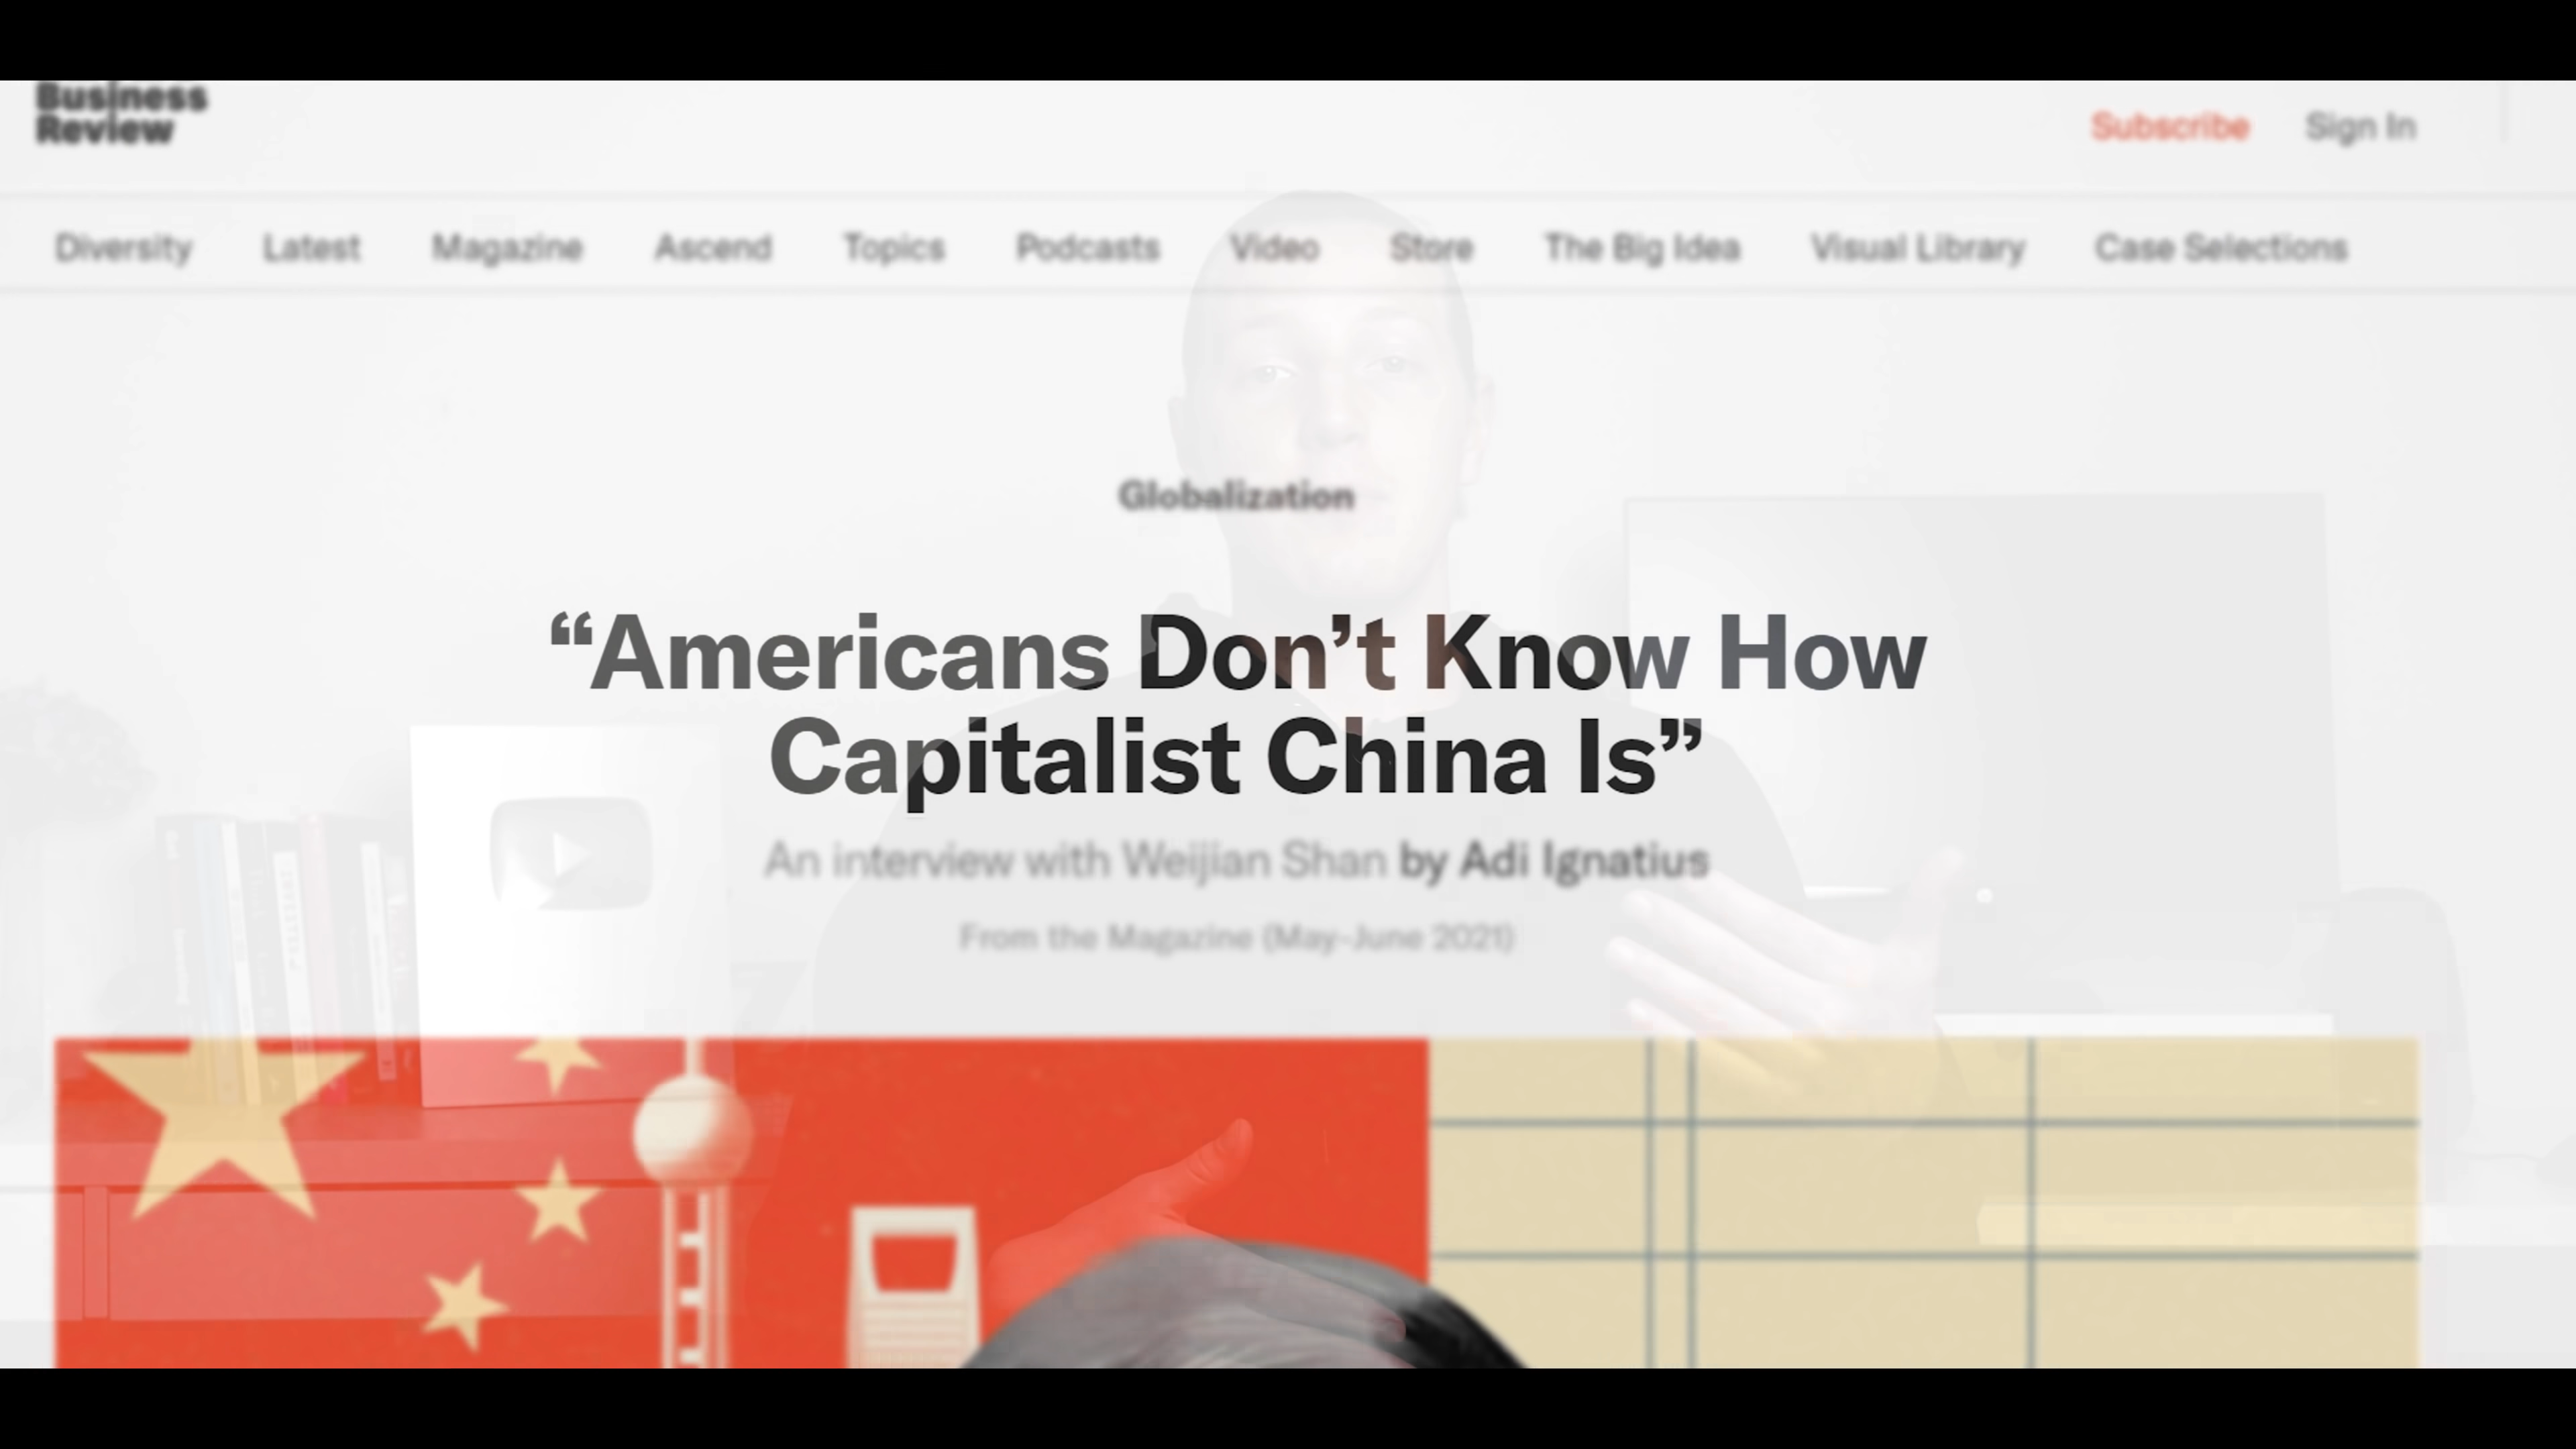 Business
Review
Subscribe Sign In
Diversity Latest Magazine Ascend Topics Podcasts Video Store The Big Idea Visual Library Case Selections
Globalization
“Americans Don’t Know How
Capitalist China Is”
An interview with Weijian Shan by Adi Ignatius
From the Magazine (May-June 2021)